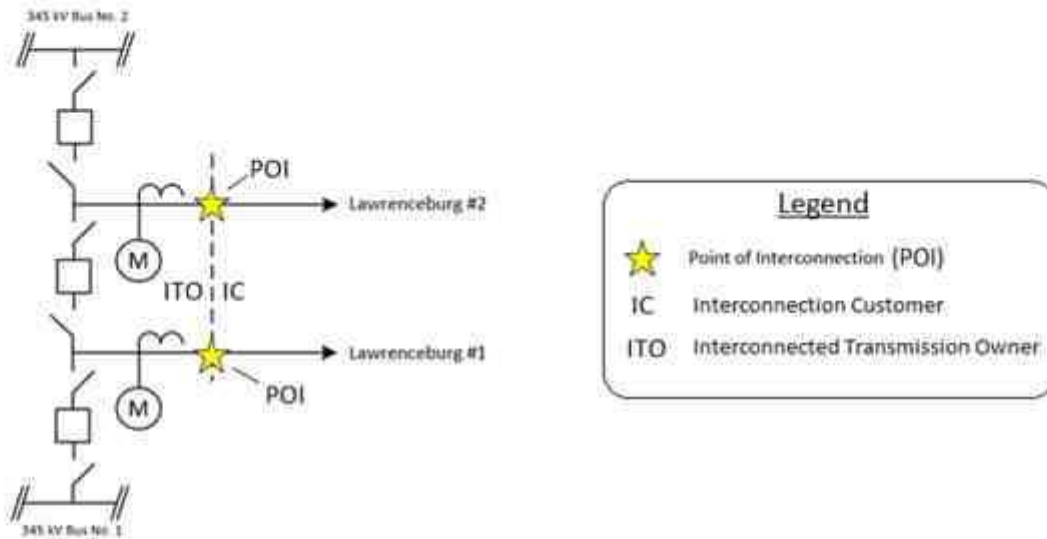 345 kV Bus No. 2
POI
Lawrenceburg #2
M
ITO IC
Lawrenceburg #1
POI
M
345 kV Bus No. 1
Legend
Point of Interconnection (POI)
IC Interconnection Customer
ITO Interconnected Transmission Owner